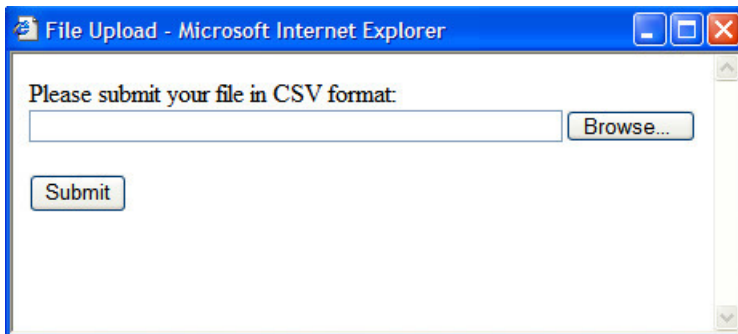 File Upload - Microsoft Internet Explorer
Please submit your file in CSV format:
Browse...
Submit